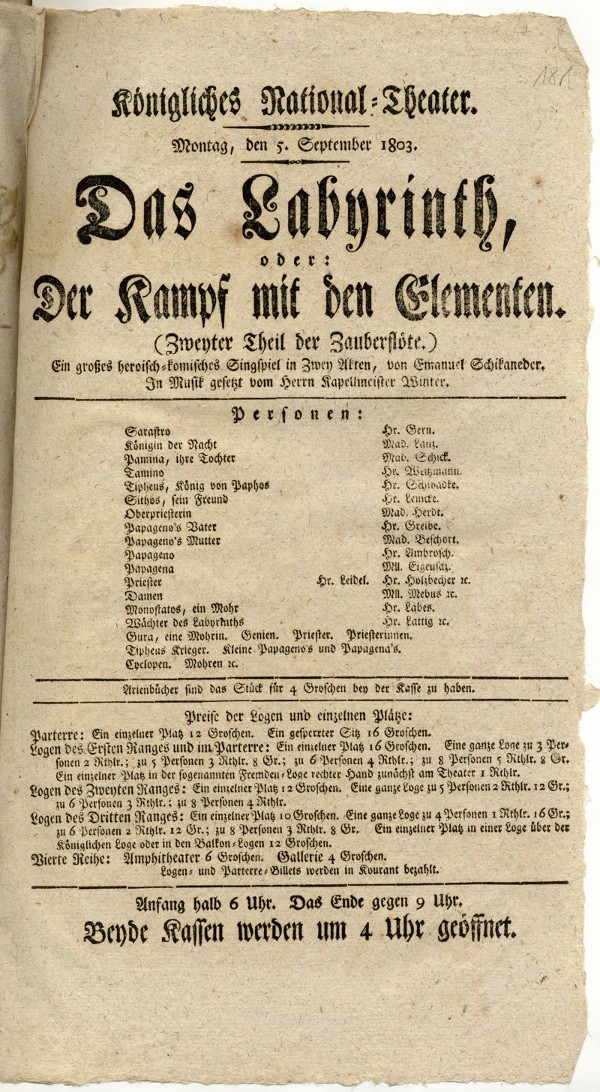 181
Königliches National-Theater.
Montag, den 5. September 1803.
Das Labyrinth,
oder:
Der Kampf mit den Elementen.
(Zweyter Theil der Zauberflöte.)
Ein großes heroisch-komisches Singspiel in Zwey Akten, von Emanuel Schikaneder.
In Musik gesetzt vom Herrn Kapellmeister Winter.
Personen:
Sarastro Hr. Gern.
Königin der Nacht Mad. Lanz.
Pamina, ihre Tochter Mad. Schick.
Tamino Hr. Weitzmann.
Tipheus, König von Paphos Hr. Schwadke.
Sithos, sein Freund Hr. Lemcke.
Oberpriesterin Mad. Herdt.
Papageno's Vater Hr. Greibe.
Papageno's Mutter Mad. Beschort.
Papageno Hr. Ambrosch.
Papagena Mll. Eigensaz.
Priester Hr. Leidel. Hr. Holzbecher ꝛc.
Damen Mll. Mebus ꝛc.
Monostatos, ein Mohr Hr. Labes.
Wächter des Labyrinths Hr. Lattig ꝛc.
Gura, eine Mohrin. Genien. Priester. Priesterinnen.
Tipheus Krieger. Kleine Papageno's und Papagena's.
Cyclopen. Mohren ꝛc.
Arienbücher sind das Stück für 4 Groschen bey der Kasse zu haben.
Preise der Logen und einzelnen Plätze:
Parterre: Ein einzelner Platz 12 Groschen. Ein gesperrter Sitz 16 Groschen.
Logen des Ersten Ranges und im Parterre: Ein einzelner Platz 16 Groschen. Eine ganze Loge zu 3 Per-
sonen 2 Rthlr.; zu 5 Personen 3 Rthlr. 8 Gr.; zu 6 Personen 4 Rthlr.; zu 8 Personen 5 Rthlr. 8 Gr.
Ein einzelner Platz in der sogenannten Fremden-Loge rechter Hand zunächst am Theater 1 Rthlr.
Logen des Zweyten Ranges: Ein einzelner Platz 12 Groschen. Eine ganze Loge zu 5 Personen 2 Rthlr. 12 Gr.;
zu 6 Personen 3 Rthlr.; zu 8 Personen 4 Rthlr.
Logen des Dritten Ranges: Ein einzelner Platz 10 Groschen. Eine ganze Loge zu 4 Personen 1 Rthlr. 16 Gr.;
zu 6 Personen 2 Rthlr. 12 Gr.; zu 8 Personen 3 Rthlr. 8 Gr. Ein einzelner Platz in einer Loge über der
Königlichen Loge oder in den Balkon-Logen 12 Groschen.
Vierte Reihe: Amphitheater 6 Groschen. Gallerie 4 Groschen.
Logen- und Parterre-Billets werden in Kourant bezahlt.
Anfang halb 6 Uhr. Das Ende gegen 9 Uhr.
Beyde Kassen werden um 4 Uhr geöffnet.